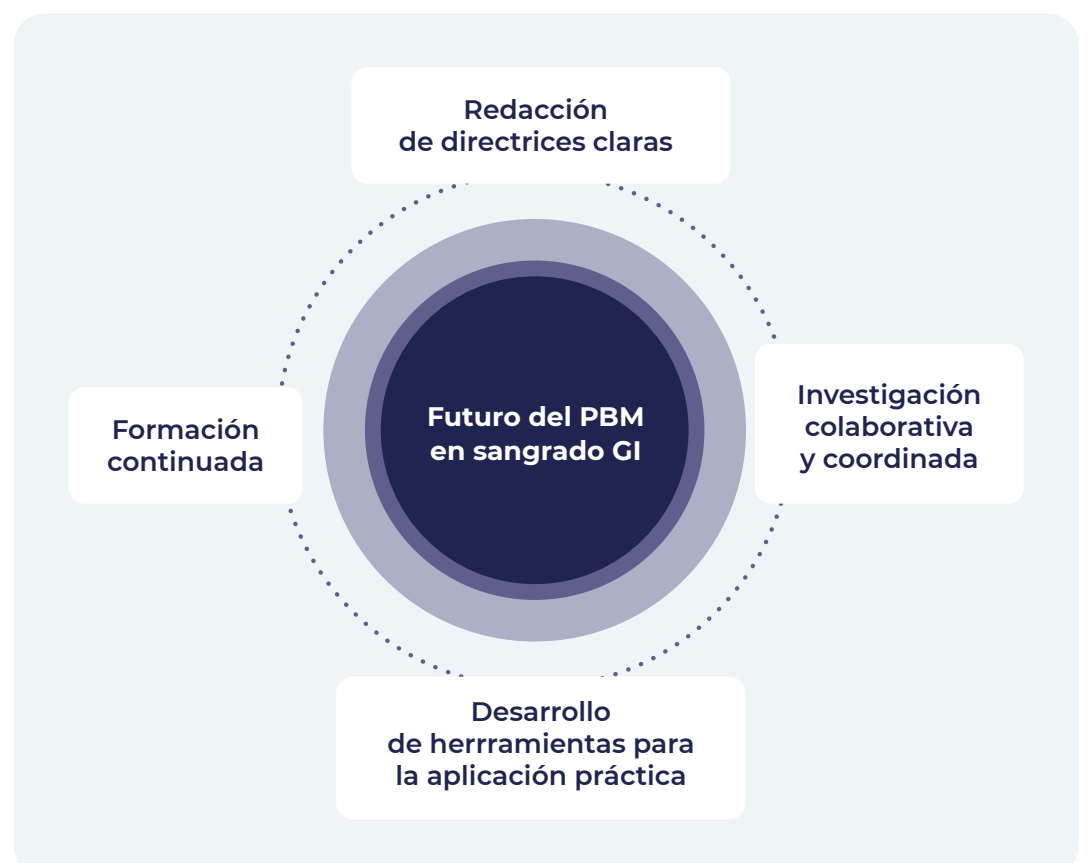 Redacción
de directrices claras
Futuro del PBM
en sangrado GI
Investigación
colaborativa
y coordinada
Formación
continuada
Desarrollo
de herrramientas para
la aplicación práctica